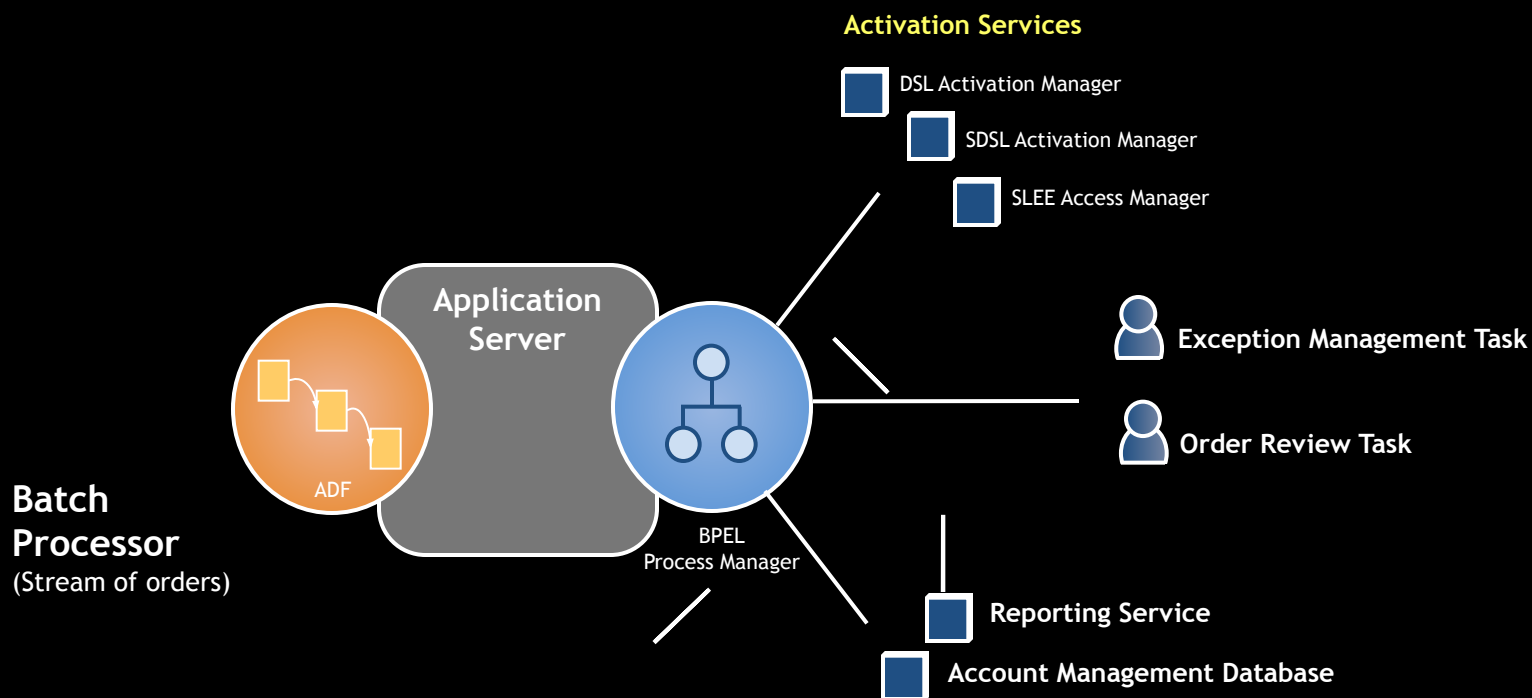 Activation Services
DSL Activation Manager
SDSL Activation Manager
SLEE Access Manager
Application
Server
Exception Management Task
Order Review Task
ADF
Batch
Processor
(Stream of orders)
BPEL
Process Manager
Reporting Service
Account Management Database